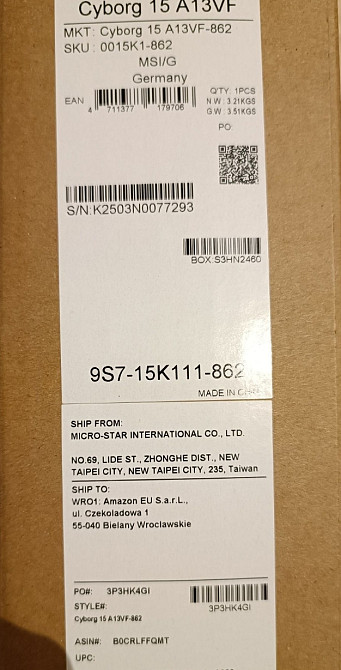 Cyborg 15 A13VF
MKT: Cyborg 15 A13VF-862
SKU : 0015K1-862
MSI/G
Germany
Q'TY: 1PCS
EAN
N.W : 3.21KGS
4 711377 179706
G.W : 3.51KGS
PO:
S/N:K2503N0077293
BOX:S3HN2460
9S7-15K111-862
MADE IN
SHIP FROM:
MICRO-STAR INTERNATIONAL CO., LTD.
NO.69, LIDE ST., ZHONGHE DIST., NEW
TAIPEI CITY, NEW TAIPEI CITY, 235, Taiwan
SHIP TO:
WRO1: Amazon EU S.a.r.L.,
ul. Czekoladowa 1
55-040 Bielany Wroclawskie
PO#: 3P3HK4GI
STYLE#: 3P3HK4GI
Cyborg 15 A13VF-862
ASIN#: B0CRLFFQMT
UPC: